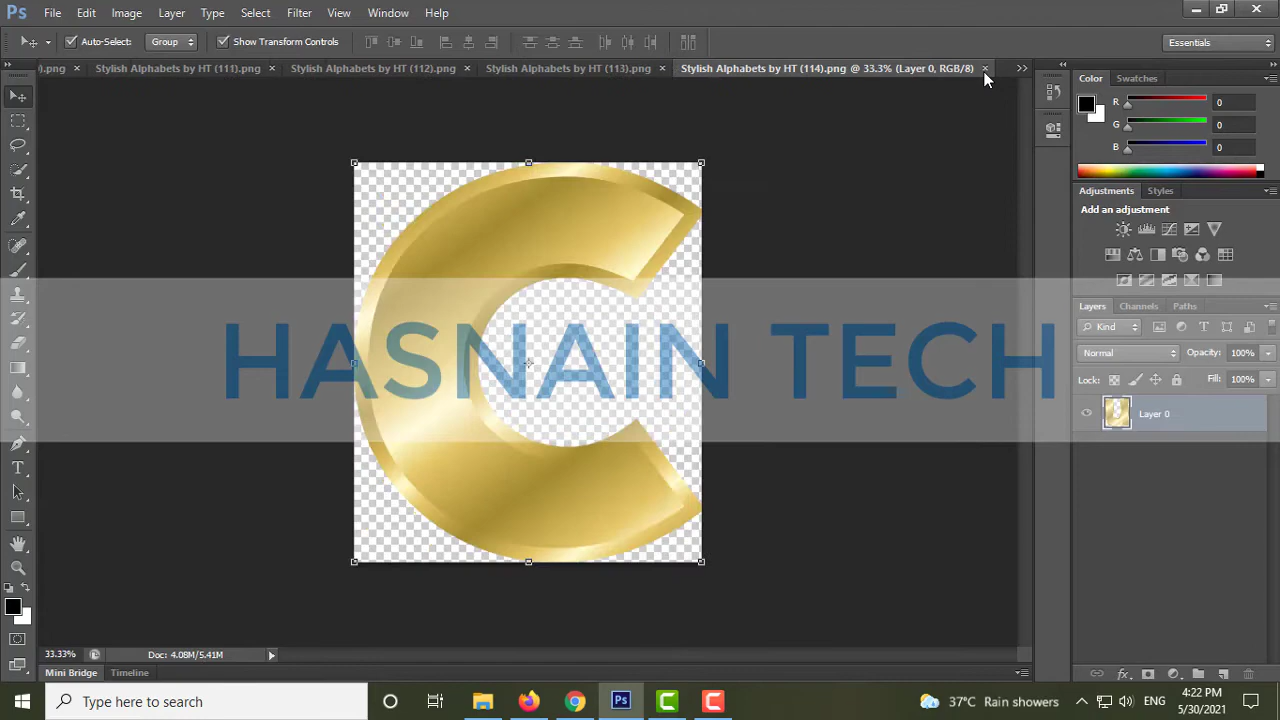 Ps File Edit Image Layer Type Select Filter View Window Help
Auto-Select: Group Show Transform Controls Essentials
).png × Stylish Alphabets by HT (111).png × Stylish Alphabets by HT (112).png × Stylish Alphabets by HT (113).png × Stylish Alphabets by HT (114).png @ 33.3% (Layer 0, RGB/8) ×
Color Swatches
R 0
G 0
B 0
Adjustments Styles
Add an adjustment
Layers Channels Paths
Kind
Normal Opacity: 100%
Lock: Fill: 100%
Layer 0
HASNAIN TECH
33.33% Doc: 4.08M/5.41M
Mini Bridge Timeline
Type here to search
Ps
37°C Rain showers
ENG
4:22 PM
5/30/2021